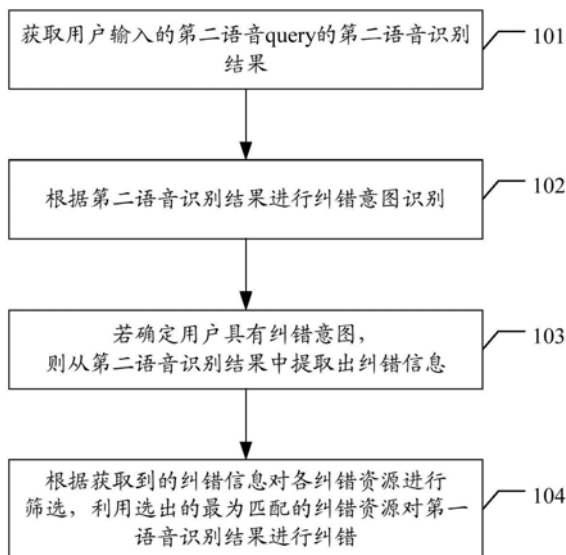 获取用户输入的第二语音query的第二语音识别
结果
101
根据第二语音识别结果进行纠错意图识别
102
若确定用户具有纠错意图，
则从第二语音识别结果中提取出纠错信息
103
根据获取到的纠错信息对各纠错资源进行
筛选，利用选出的最为匹配的纠错资源对第一
语音识别结果进行纠错
104